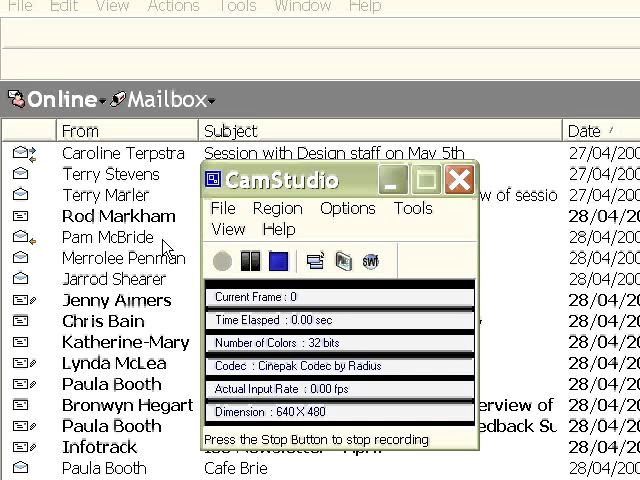 File Edit View Actions Tools Window Help
Online Mailbox
From Subject Date
Caroline Terpstra Session with Design staff on May 5th 27/04/200
Terry Stevens 27/04/200
Terry Marler w of sessio 27/04/200
Rod Markham 28/04/200
Pam McBride 28/04/200
Merrolee Penman 28/04/200
Jarrod Shearer 28/04/200
Jenny Aimers 28/04/200
Chris Bain 28/04/200
Katherine-Mary 28/04/200
Lynda McLea 28/04/200
Paula Booth 28/04/200
Bronwyn Hegart erview of 28/04/200
Paula Booth edback Su 28/04/200
Infotrack 28/04/200
Paula Booth Cafe Brie 28/04/200
CamStudio
File Region Options Tools
View Help
SWF
Current Frame : 0
Time Elasped : 0.00 sec
Number of Colors : 32 bits
Codec : Cinepak Codec by Radius
Actual Input Rate : 0.00 fps
Dimension : 640 X 480
Press the Stop Button to stop recording